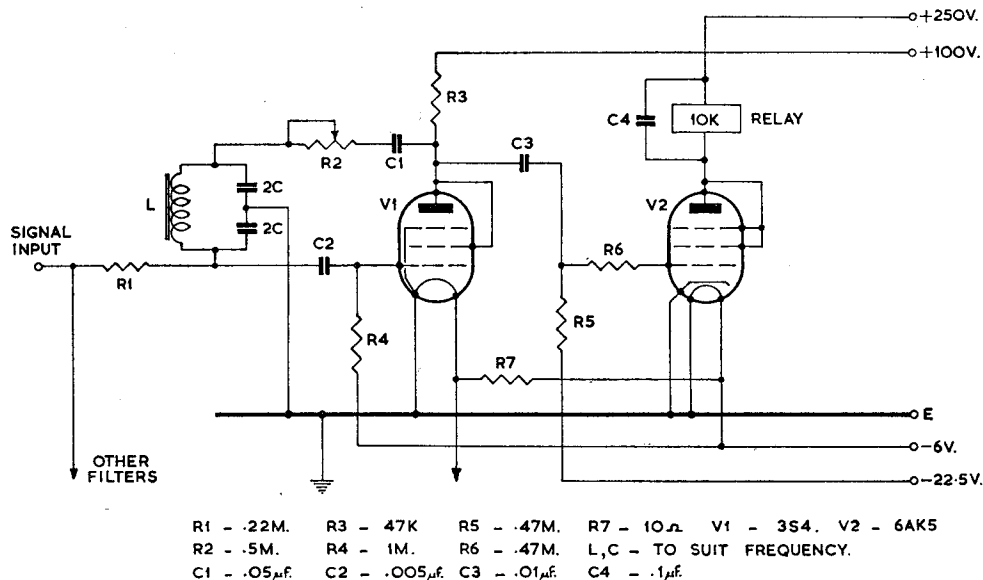 +250V.
+100V.
R3
C4
10K
RELAY
R2
C1
C3
V1
V2
L
2C
2C
SIGNAL
INPUT
R1
C2
R6
R4
R5
R7
E
-6V.
-22·5V.
OTHER
FILTERS
R1 - ·22M. R3 - 47K R5 - ·47M. R7 - 10Ω V1 - 3S4. V2 - 6AK5
R2 - ·5M. R4 - 1M. R6 - ·47M. L,C - TO SUIT FREQUENCY.
C1 - ·05μf. C2 - ·005μf. C3 - ·01μf. C4 - ·1μf.